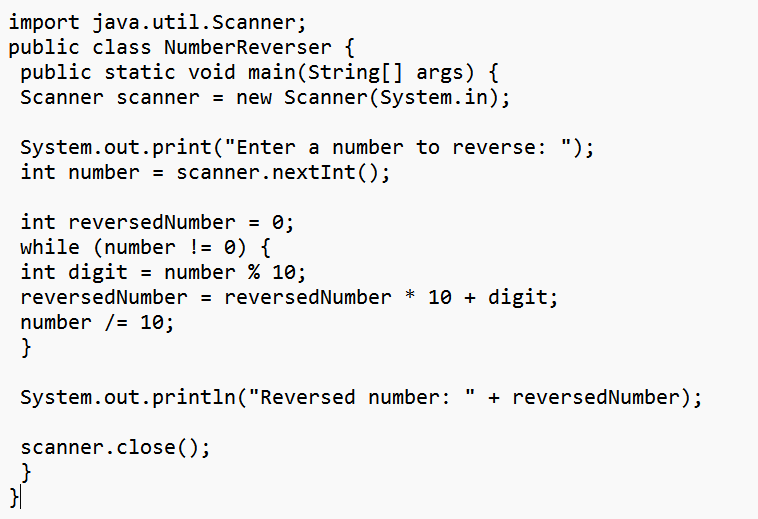 import java.util.Scanner;
public class NumberReverser {
 public static void main(String[] args) {
 Scanner scanner = new Scanner(System.in);

 System.out.print("Enter a number to reverse: ");
 int number = scanner.nextInt();

 int reversedNumber = 0;
 while (number != 0) {
 int digit = number % 10;
 reversedNumber = reversedNumber * 10 + digit;
 number /= 10;
 }

 System.out.println("Reversed number: " + reversedNumber);

 scanner.close();
 }
}